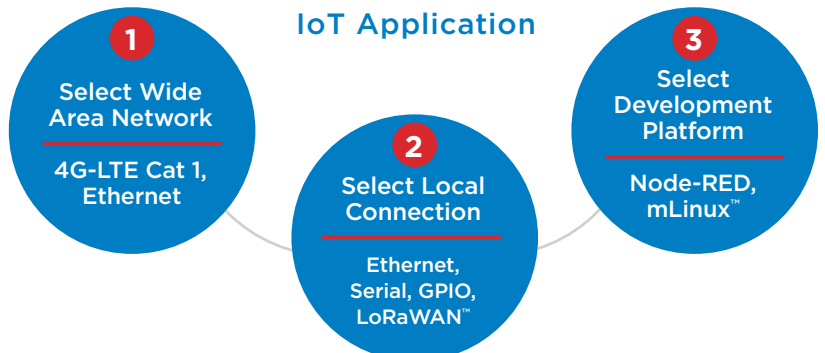 IoT Application
1
Select Wide
Area Network
4G-LTE Cat 1,
Ethernet
2
Select Local
Connection
Ethernet,
Serial, GPIO,
LoRaWAN™
3
Select
Development
Platform
Node-RED,
mLinux™